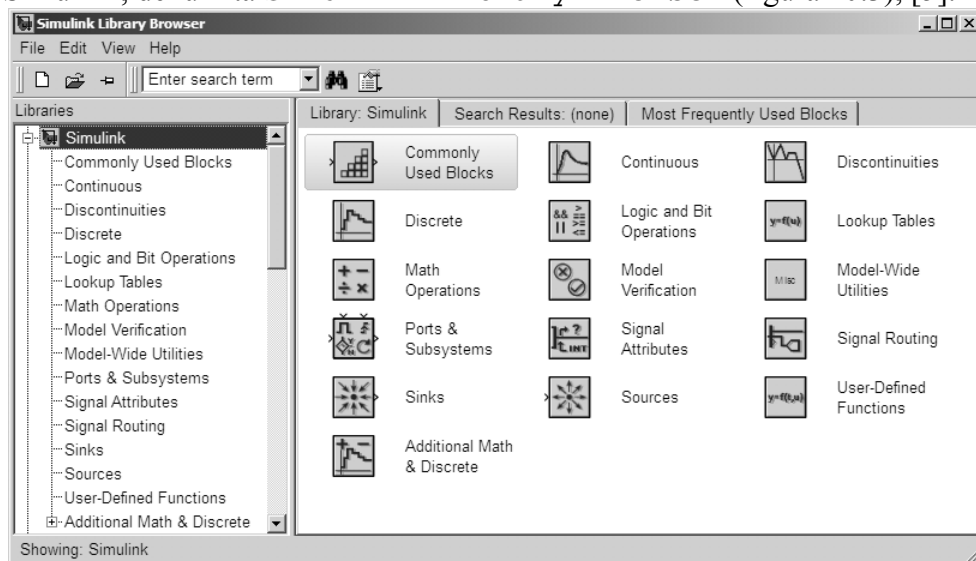 Simulink Library Browser
File Edit View Help
Enter search term
Libraries
Simulink
Commonly Used Blocks
Continuous
Discontinuities
Discrete
Logic and Bit Operations
Lookup Tables
Math Operations
Model Verification
Model-Wide Utilities
Ports & Subsystems
Signal Attributes
Signal Routing
Sinks
Sources
User-Defined Functions
Additional Math & Discrete
Library: Simulink
Search Results: (none)
Most Frequently Used Blocks
Commonly
Used Blocks
Continuous
Discontinuities
Discrete
&& > == || >= <=
Logic and Bit
Operations
y=f(u)
Lookup Tables
+ − ÷ ×
Math
Operations
Model
Verification
Misc
Model-Wide
Utilities
Ports &
Subsystems
? INT
Signal
Attributes
Signal Routing
Sinks
Sources
y=f(t,u)
User-Defined
Functions
+ −
Additional Math
& Discrete
Showing: Simulink